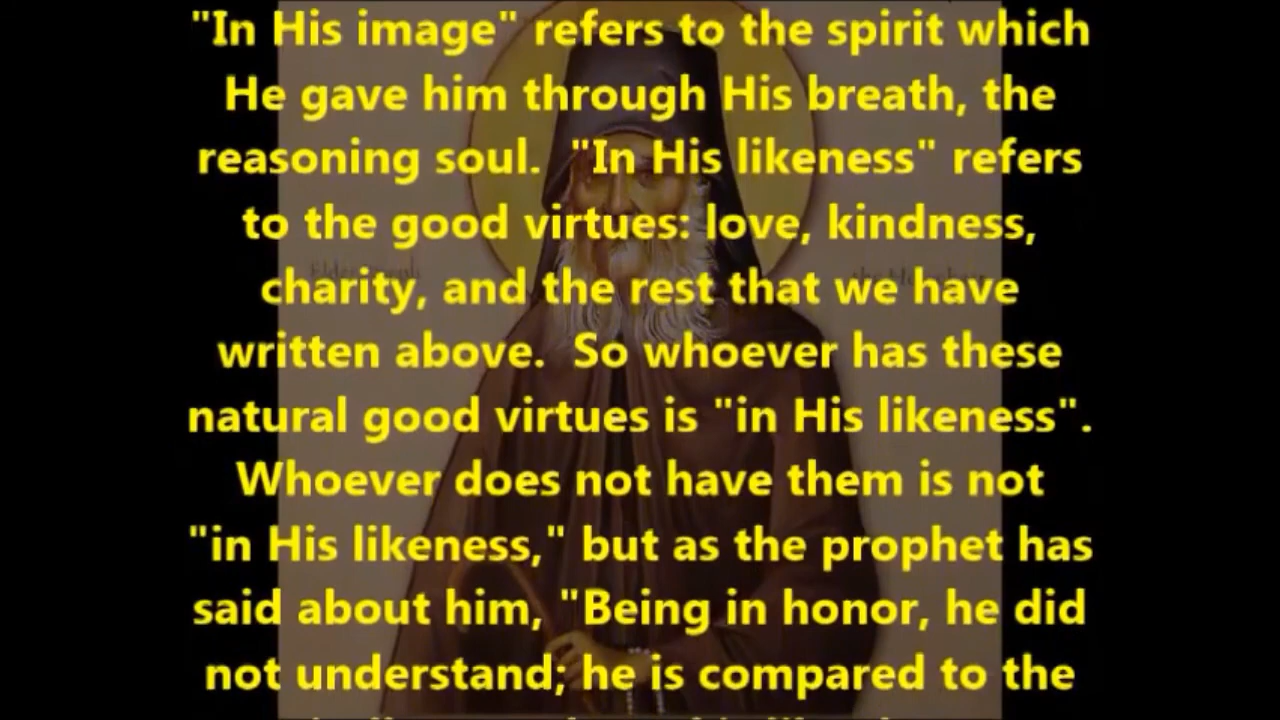 "In His image" refers to the spirit which
He gave him through His breath, the
reasoning soul.  "In His likeness" refers
to the good virtues: love, kindness,
charity, and the rest that we have
written above.  So whoever has these
natural good virtues is "in His likeness".
Whoever does not have them is not
"in His likeness," but as the prophet has
said about him, "Being in honor, he did
not understand; he is compared to the